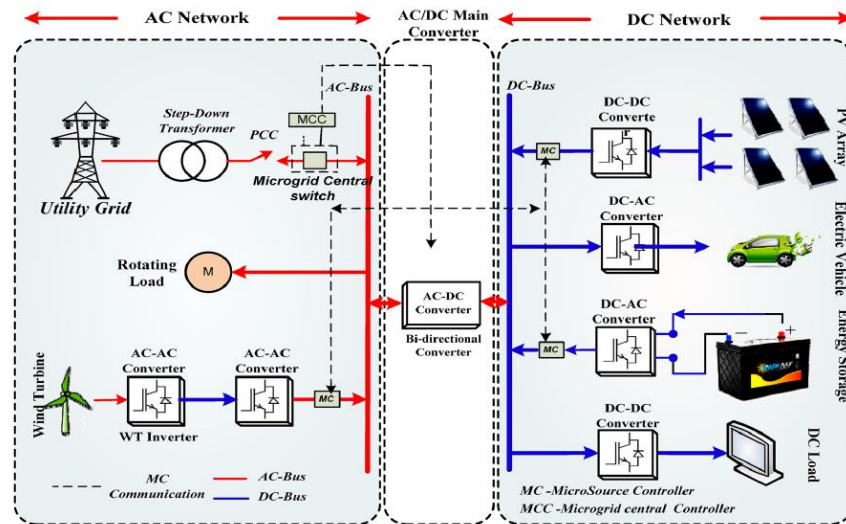 AC Network
AC/DC Main
Converter
DC Network
AC-Bus
Step-Down
Transformer
MCC
PCC
Microgrid Central
switch
Utility Grid
Rotating
Load
M
Wind Turbine
AC-AC
Converter
WT Inverter
AC-AC
Converter
MC
MC
Communication
AC-Bus
DC-Bus
AC-DC
Converter
Bi-directional
Converter
DC-Bus
DC-DC
Converte
r
MC
PV Array
DC-AC
Converter
Electric Vehicle
DC-AC
Converter
MC
Energy Storage
− +
DC-DC
Converter
DC Load
MC -MicroSource Controller
MCC -Microgrid central Controller